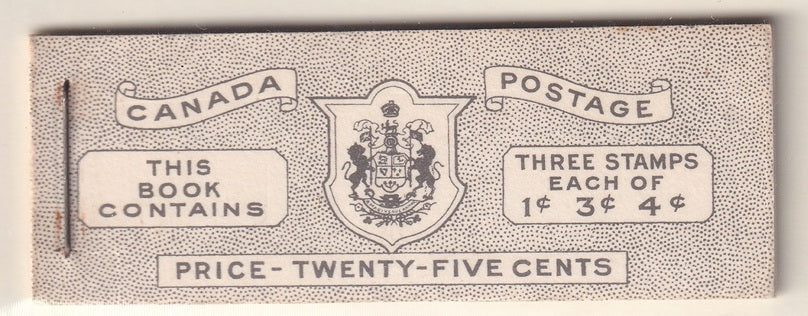 CANADA
POSTAGE
THIS
BOOK
CONTAINS
THREE STAMPS
EACH OF
1¢ 3¢ 4¢
PRICE - TWENTY-FIVE CENTS